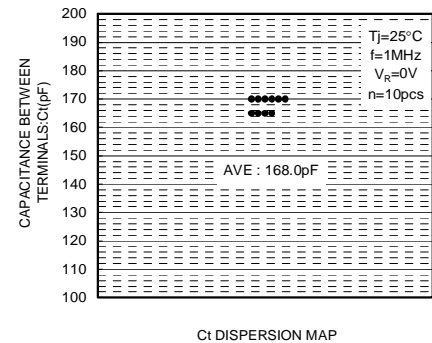 200
190
180
170
160
150
140
130
120
110
100
CAPACITANCE BETWEEN
TERMINALS:Ct(pF)
Tj=25°C
f=1MHz
VR=0V
n=10pcs
AVE : 168.0pF
Ct DISPERSION MAP